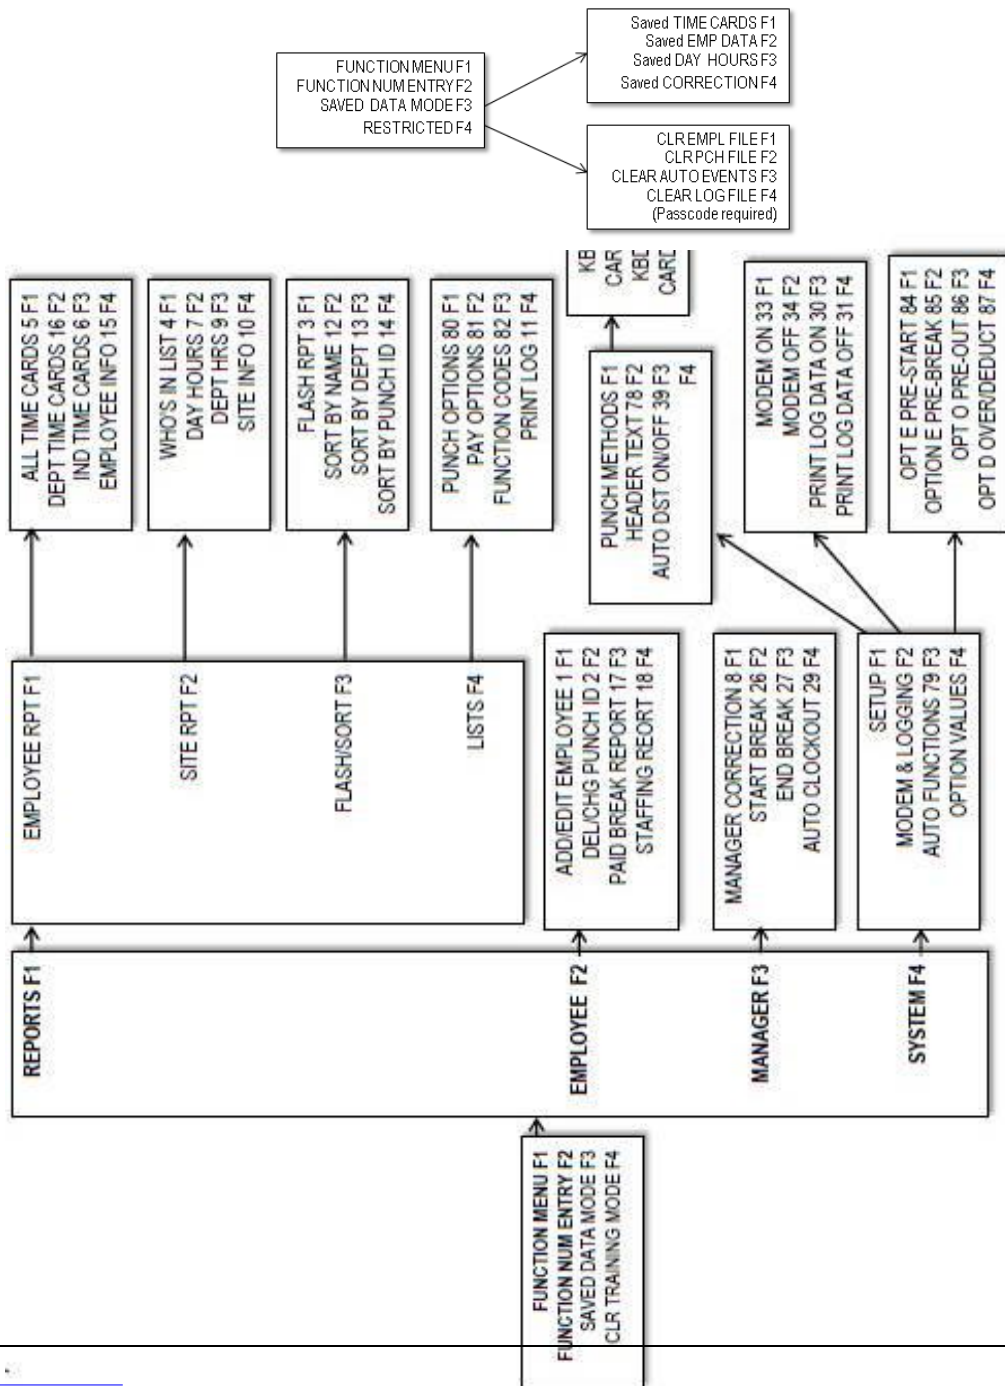 FUNCTION MENU F1
FUNCTION NUM ENTRY F2
SAVED DATA MODE F3
RESTRICTED F4
Saved TIME CARDS F1
Saved EMP DATA F2
Saved DAY HOURS F3
Saved CORRECTION F4
CLR EMPL FILE F1
CLR PCH FILE F2
CLEAR AUTO EVENTS F3
CLEAR LOG FILE F4
(Passcode required)
FUNCTION MENU F1
FUNCTION NUM ENTRY F2
SAVED DATA MODE F3
CLR TRAINING MODE F4
REPORTS F1
EMPLOYEE F2
MANAGER F3
SYSTEM F4
EMPLOYEE RPT F1
SITE RPT F2
FLASH/SORT F3
LISTS F4
ALL TIME CARDS 5 F1
DEPT TIME CARDS 16 F2
IND TIME CARDS 6 F3
EMPLOYEE INFO 15 F4
WHO'S IN LIST 4 F1
DAY HOURS 7 F2
DEPT HRS 9 F3
SITE INFO 10 F4
FLASH RPT 3 F1
SORT BY NAME 12 F2
SORT BY DEPT 13 F3
SORT BY PUNCH ID 14 F4
PUNCH OPTIONS 80 F1
PAY OPTIONS 81 F2
FUNCTION CODES 82 F3
PRINT LOG 11 F4
ADD/EDIT EMPLOYEE 1 F1
DEL/CHG PUNCH ID 2 F2
PAID BREAK REPORT 17 F3
STAFFING REORT 18 F4
MANAGER CORRECTION 8 F1
START BREAK 26 F2
END BREAK 27 F3
AUTO CLOCKOUT 29 F4
SETUP F1
MODEM & LOGGING F2
AUTO FUNCTIONS 79 F3
OPTION VALUES F4
PUNCH METHODS F1
HEADER TEXT 78 F2
AUTO DST ON/OFF 39 F3
F4
KB
CAR
KBD
CARD
MODEM ON 33 F1
MODEM OFF 34 F2
PRINT LOG DATA ON 30 F3
PRINT LOG DATA OFF 31 F4
OPT E PRE-START 84 F1
OPTION E PRE-BREAK 85 F2
OPT O PRE-OUT 86 F3
OPT D OVER/DEDUCT 87 F4